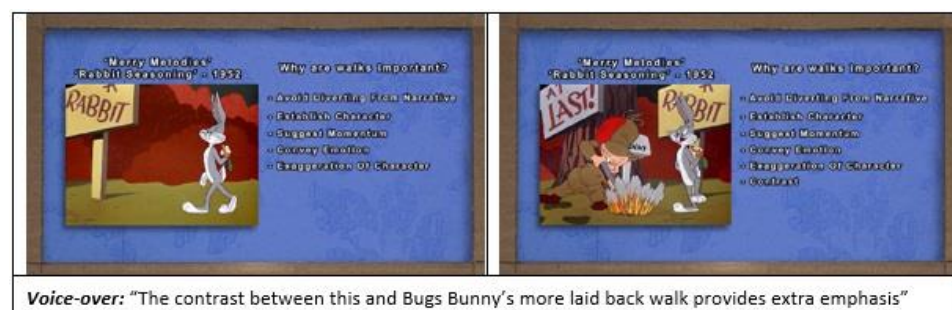 'Merry Melodies'
'Rabbit Seasoning' - 1952
RABBIT
Why are walks important?
- Avoid Diverting From Narrative
- Establish Character
- Suggest Momentum
- Convey Emotion
- Exaggeration Of Character
'Merry Melodies'
'Rabbit Seasoning' - 1952
AT LAST!
RABBIT
Why are walks important?
- Avoid Diverting From Narrative
- Establish Character
- Suggest Momentum
- Convey Emotion
- Exaggeration Of Character
- Contrast
Voice-over: “The contrast between this and Bugs Bunny’s more laid back walk provides extra emphasis”